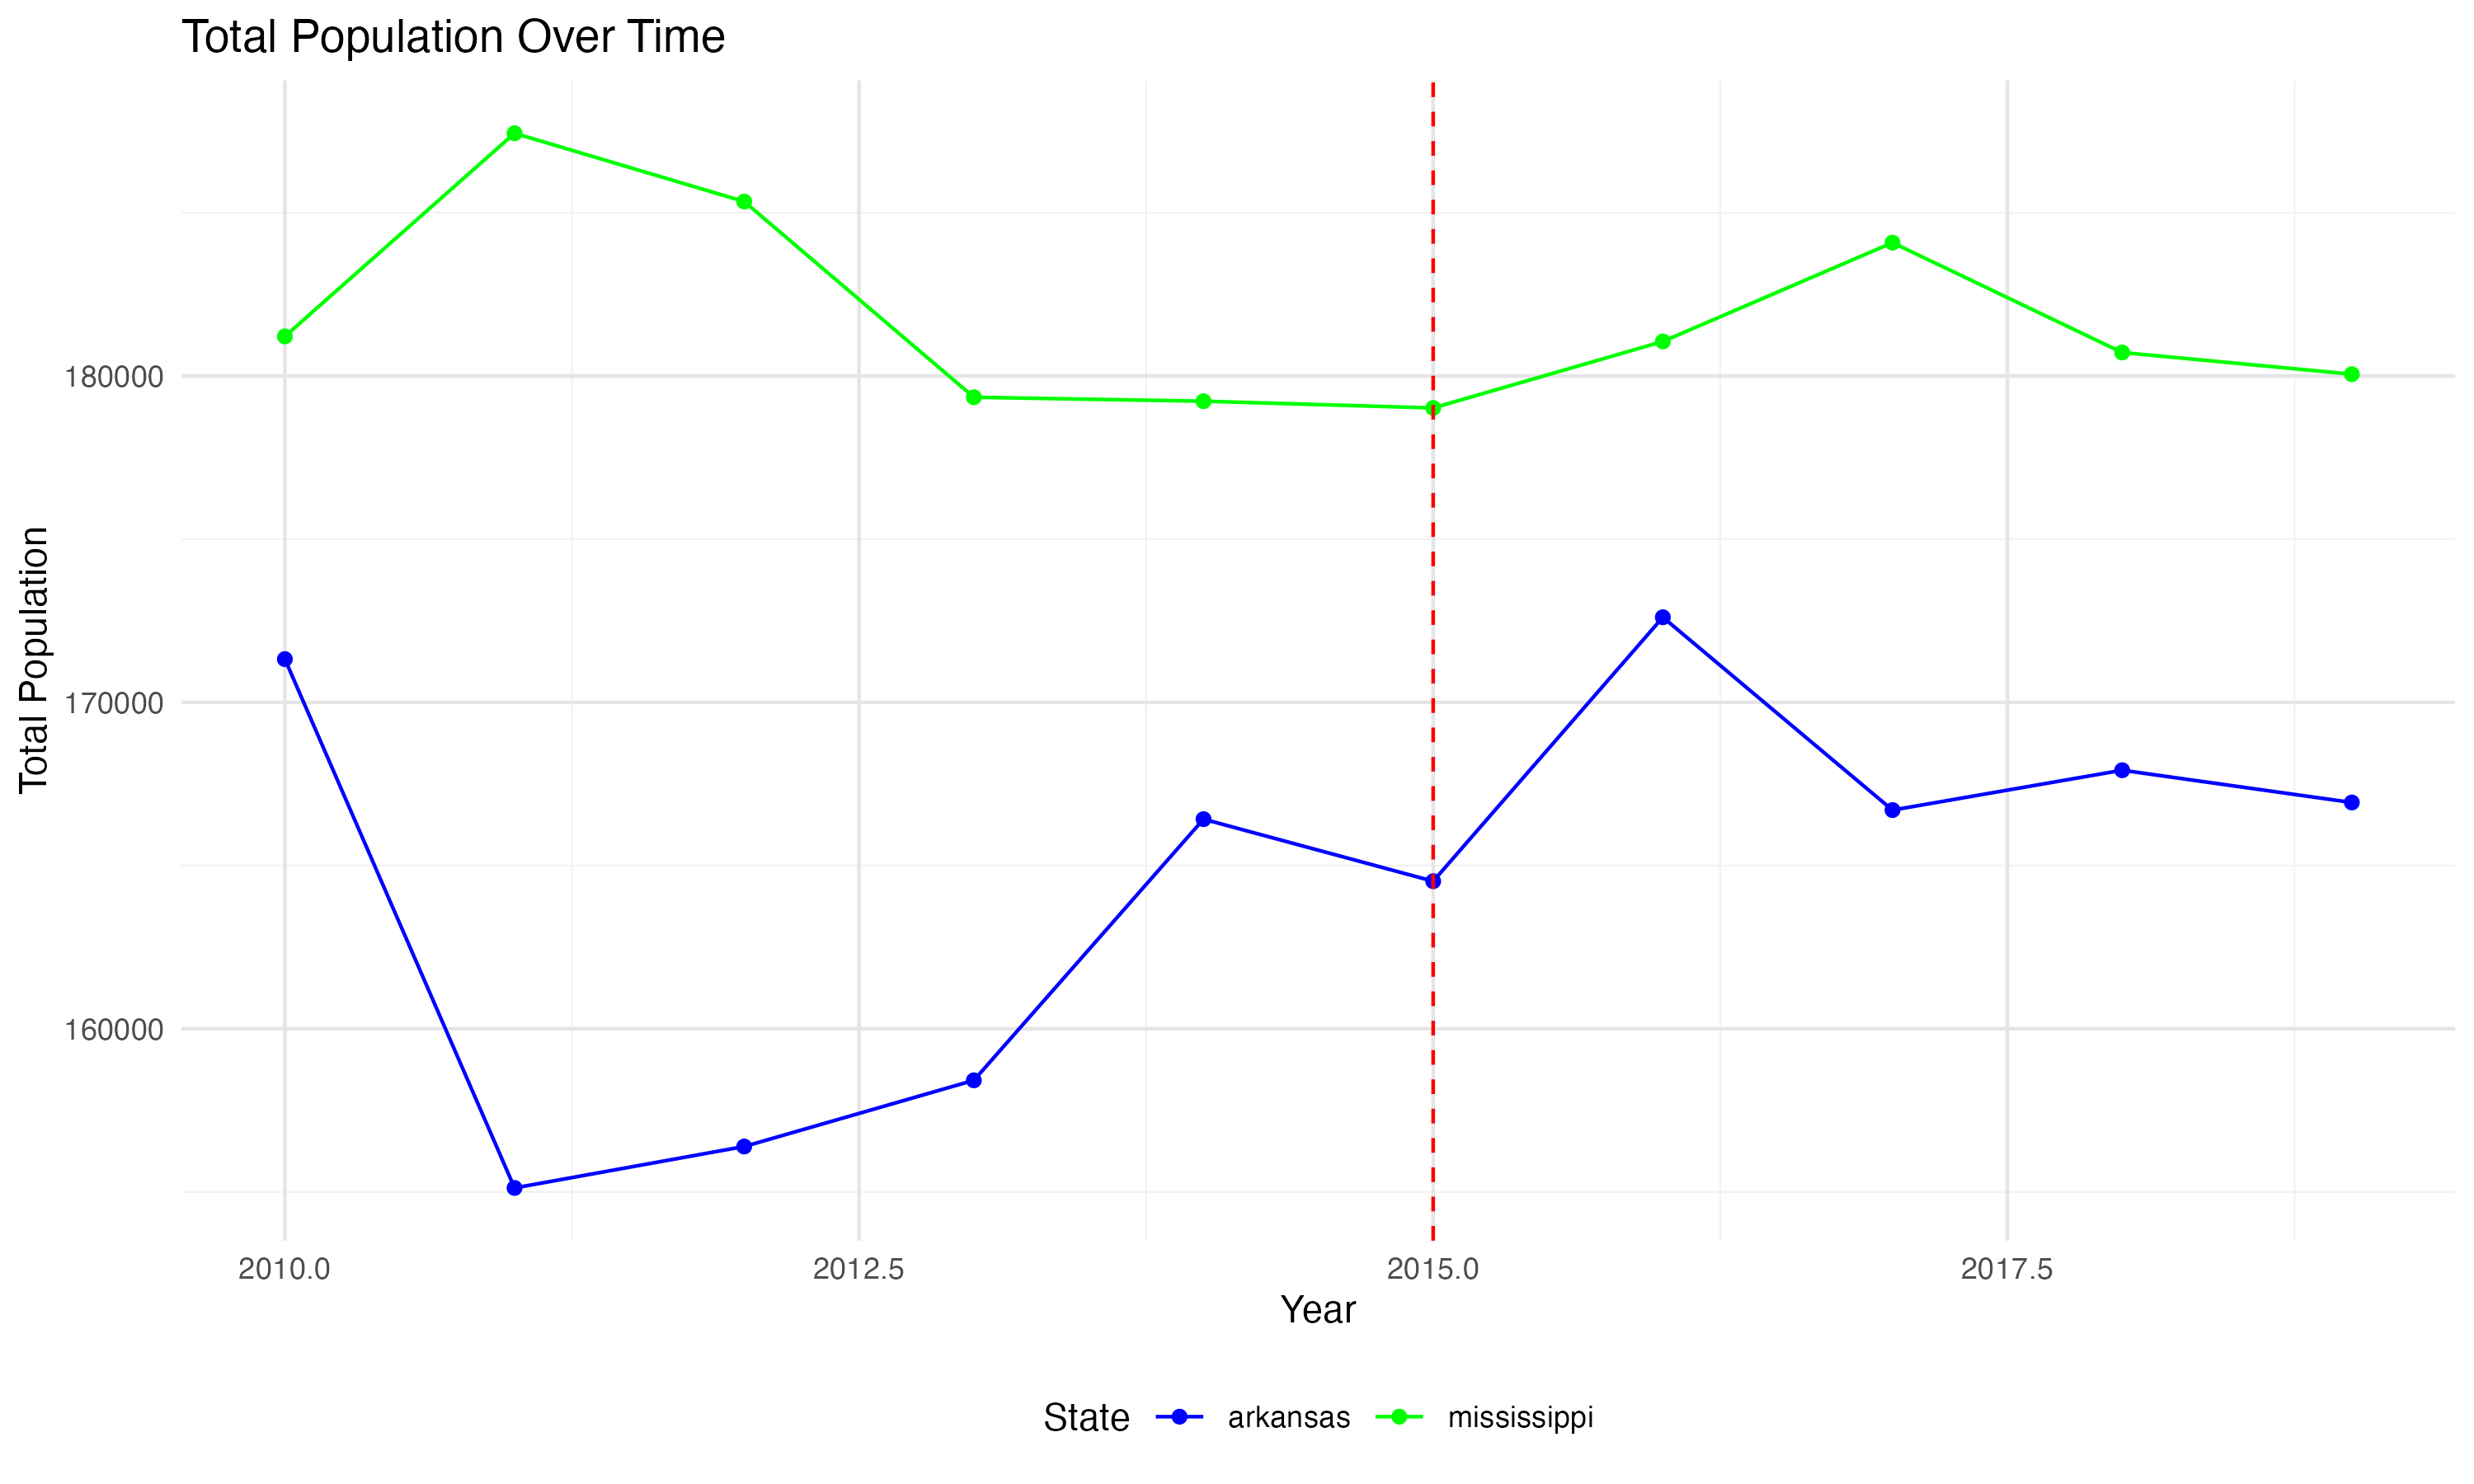 Total Population Over Time
Total Population
180000
170000
160000
2010.0 2012.5 2015.0 2017.5
Year
State arkansas mississippi